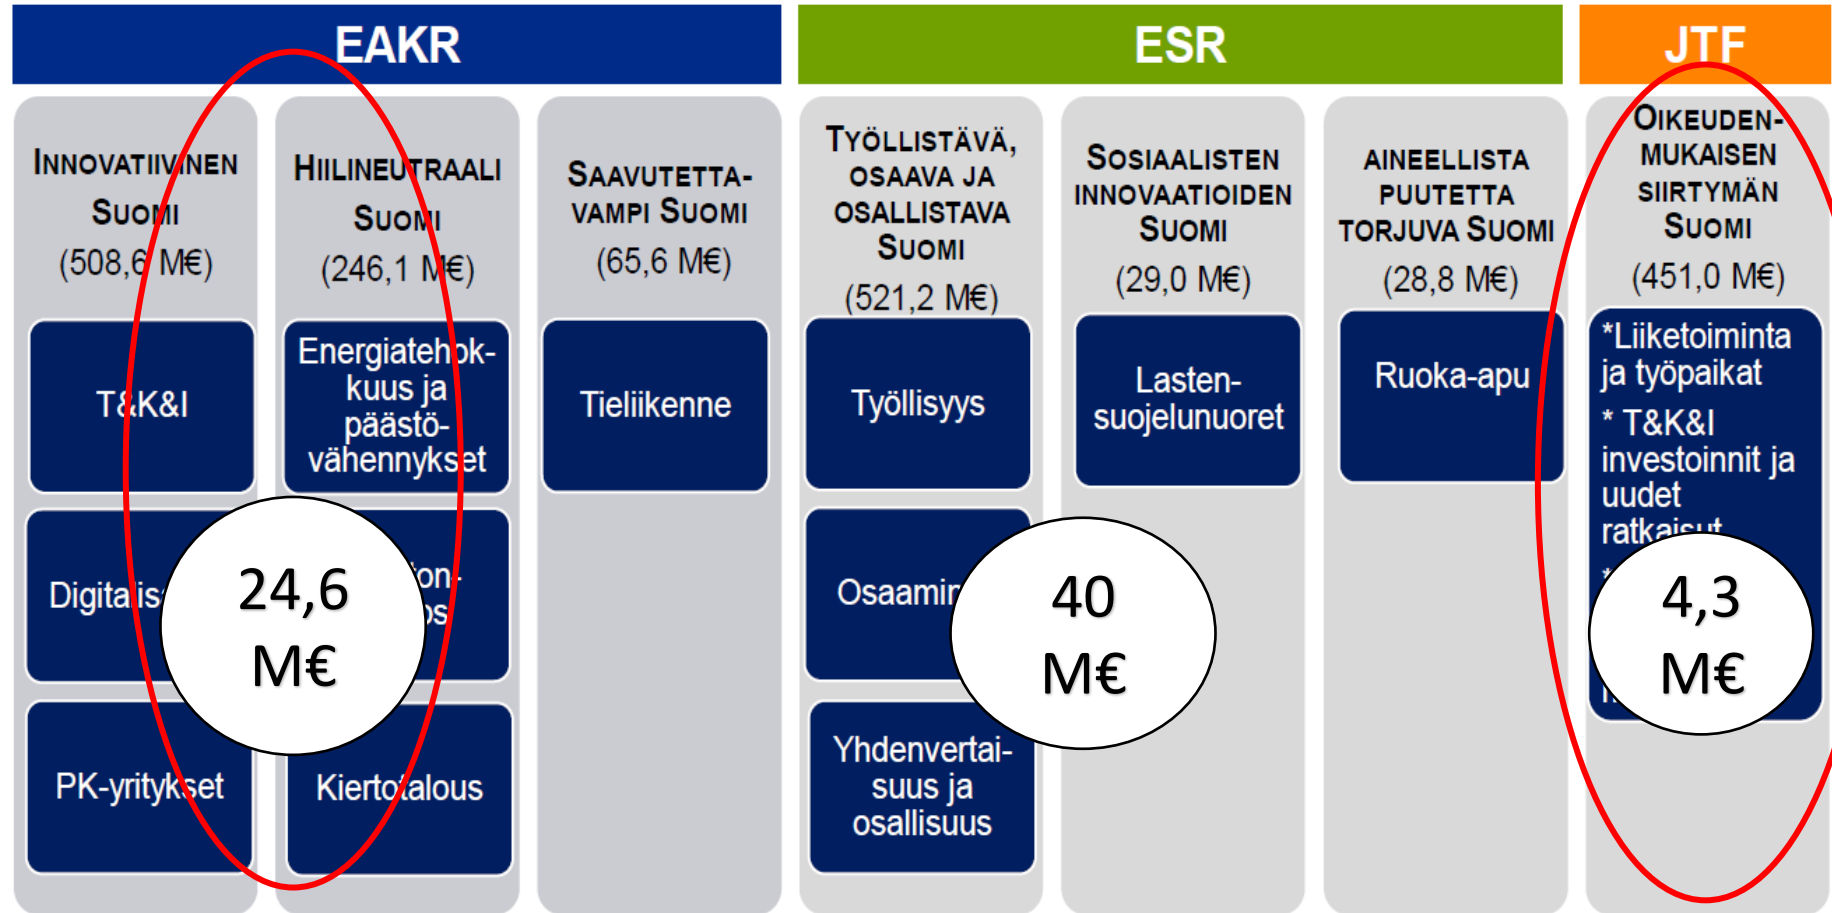 EAKR
ESR
JTF
INNOVATIIVINEN
SUOMI
(508,6 M€)
T&K&I
PK-yritykset
HIILINEUTRAALI
SUOMI
(246,1 M€)
Energiatehok-
kuus ja
päästö-
vähennykset
Kiertotalous
24,6
M€
SAAVUTETTA-
VAMPI SUOMI
(65,6 M€)
Tieliikenne
TYÖLLISTÄVÄ,
OSAAVA JA
OSALLISTAVA
SUOMI
(521,2 M€)
Työllisyys
Yhdenvertai-
suus ja
osallisuus
SOSIAALISTEN
INNOVAATIOIDEN
SUOMI
(29,0 M€)
Lasten-
suojelunuoret
40
M€
AINEELLISTA
PUUTETTA
TORJUVA SUOMI
(28,8 M€)
Ruoka-apu
OIKEUDEN-
MUKAISEN
SIIRTYMÄN
SUOMI
(451,0 M€)
*Liiketoiminta
ja työpaikat
* T&K&I
investoinnit ja
uudet
ratkaisut
4,3
M€